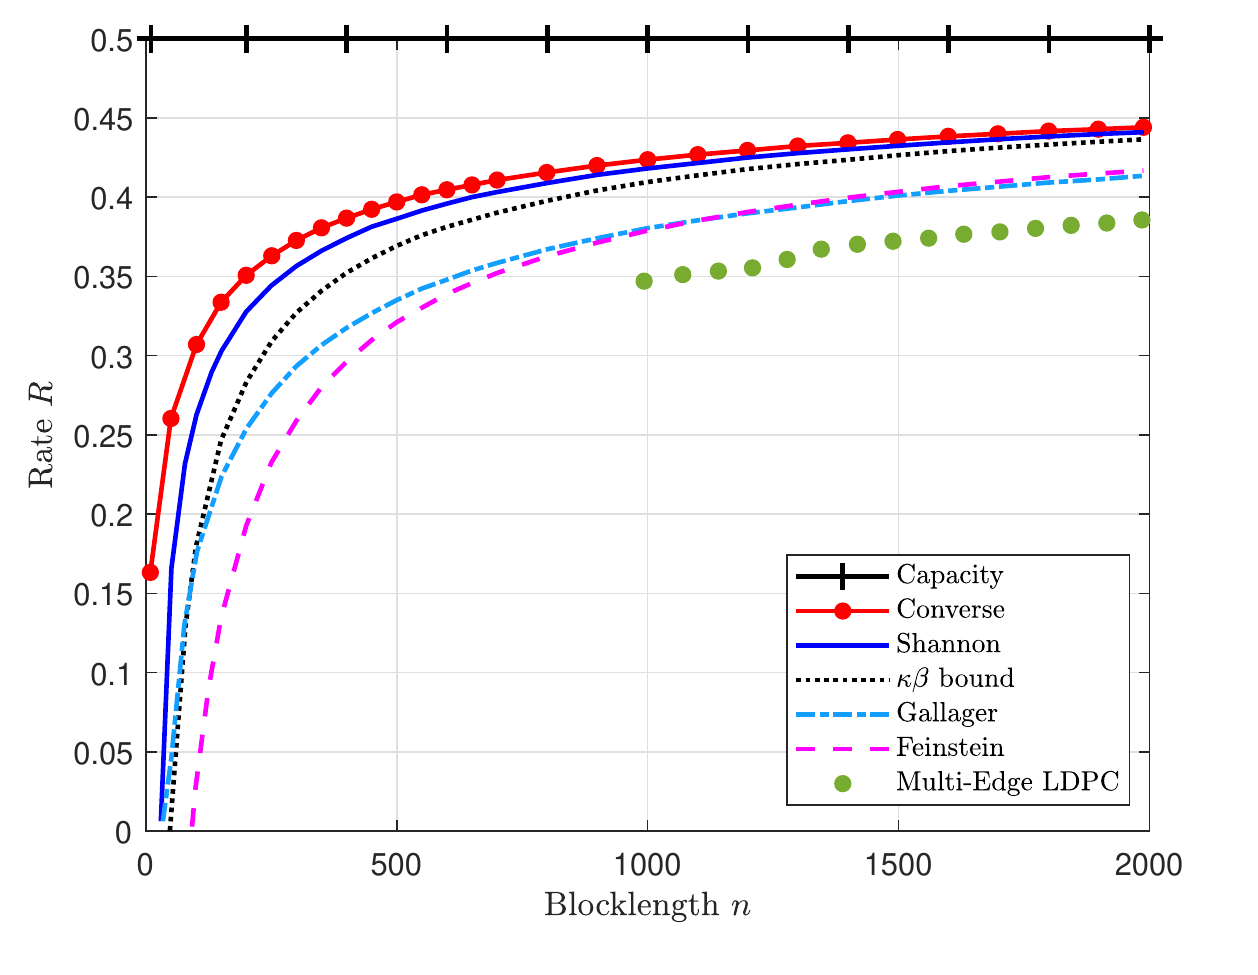 0.5
0.45
0.4
0.35
0.3
0.25
0.2
0.15
0.1
0.05
0
Rate R
Capacity
Converse
Shannon
κβ bound
Gallager
Feinstein
Multi-Edge LDPC
0 500 1000 1500 2000
Blocklength n